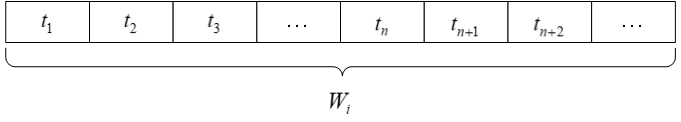 t₁ t₂ t₃ … tₙ tₙ₊₁ tₙ₊₂ …
Wᵢ